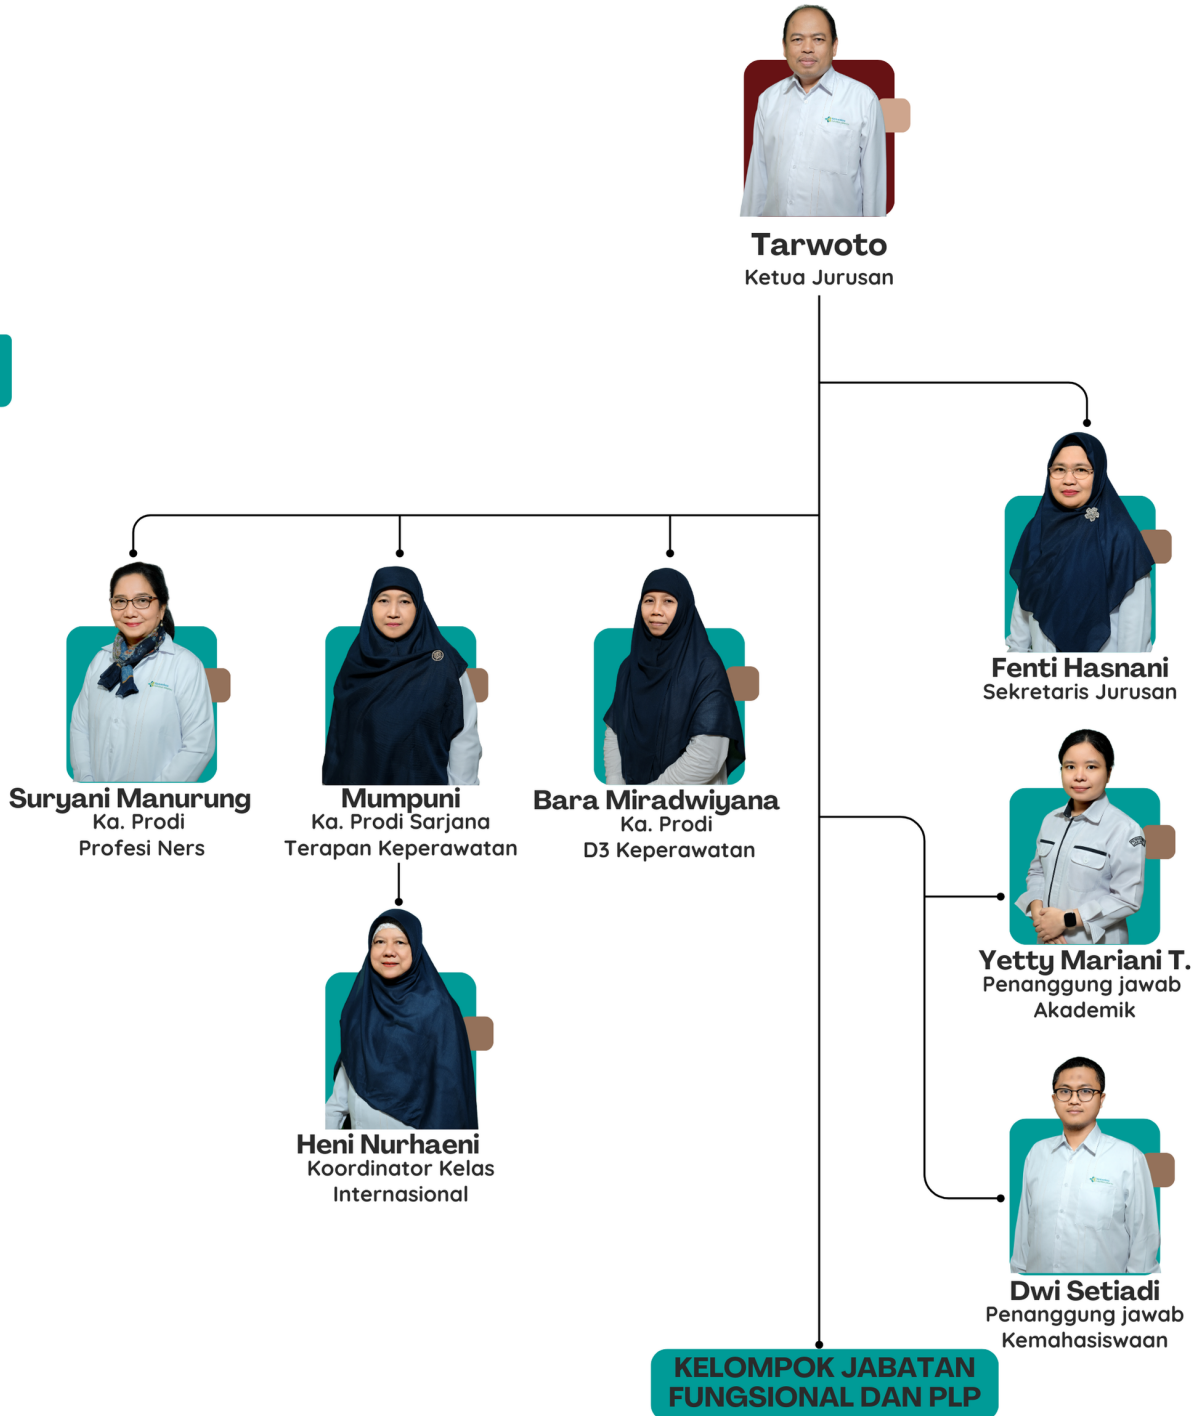 Tarwoto
Ketua Jurusan
Fenti Hasnani
Sekretaris Jurusan
Suryani Manurung
Ka. Prodi
Profesi Ners
Mumpuni
Ka. Prodi Sarjana
Terapan Keperawatan
Bara Miradwiyana
Ka. Prodi
D3 Keperawatan
Yetty Mariani T.
Penanggung jawab
Akademik
Heni Nurhaeni
Koordinator Kelas
Internasional
Dwi Setiadi
Penanggung jawab
Kemahasiswaan
KELOMPOK JABATAN
FUNGSIONAL DAN PLP